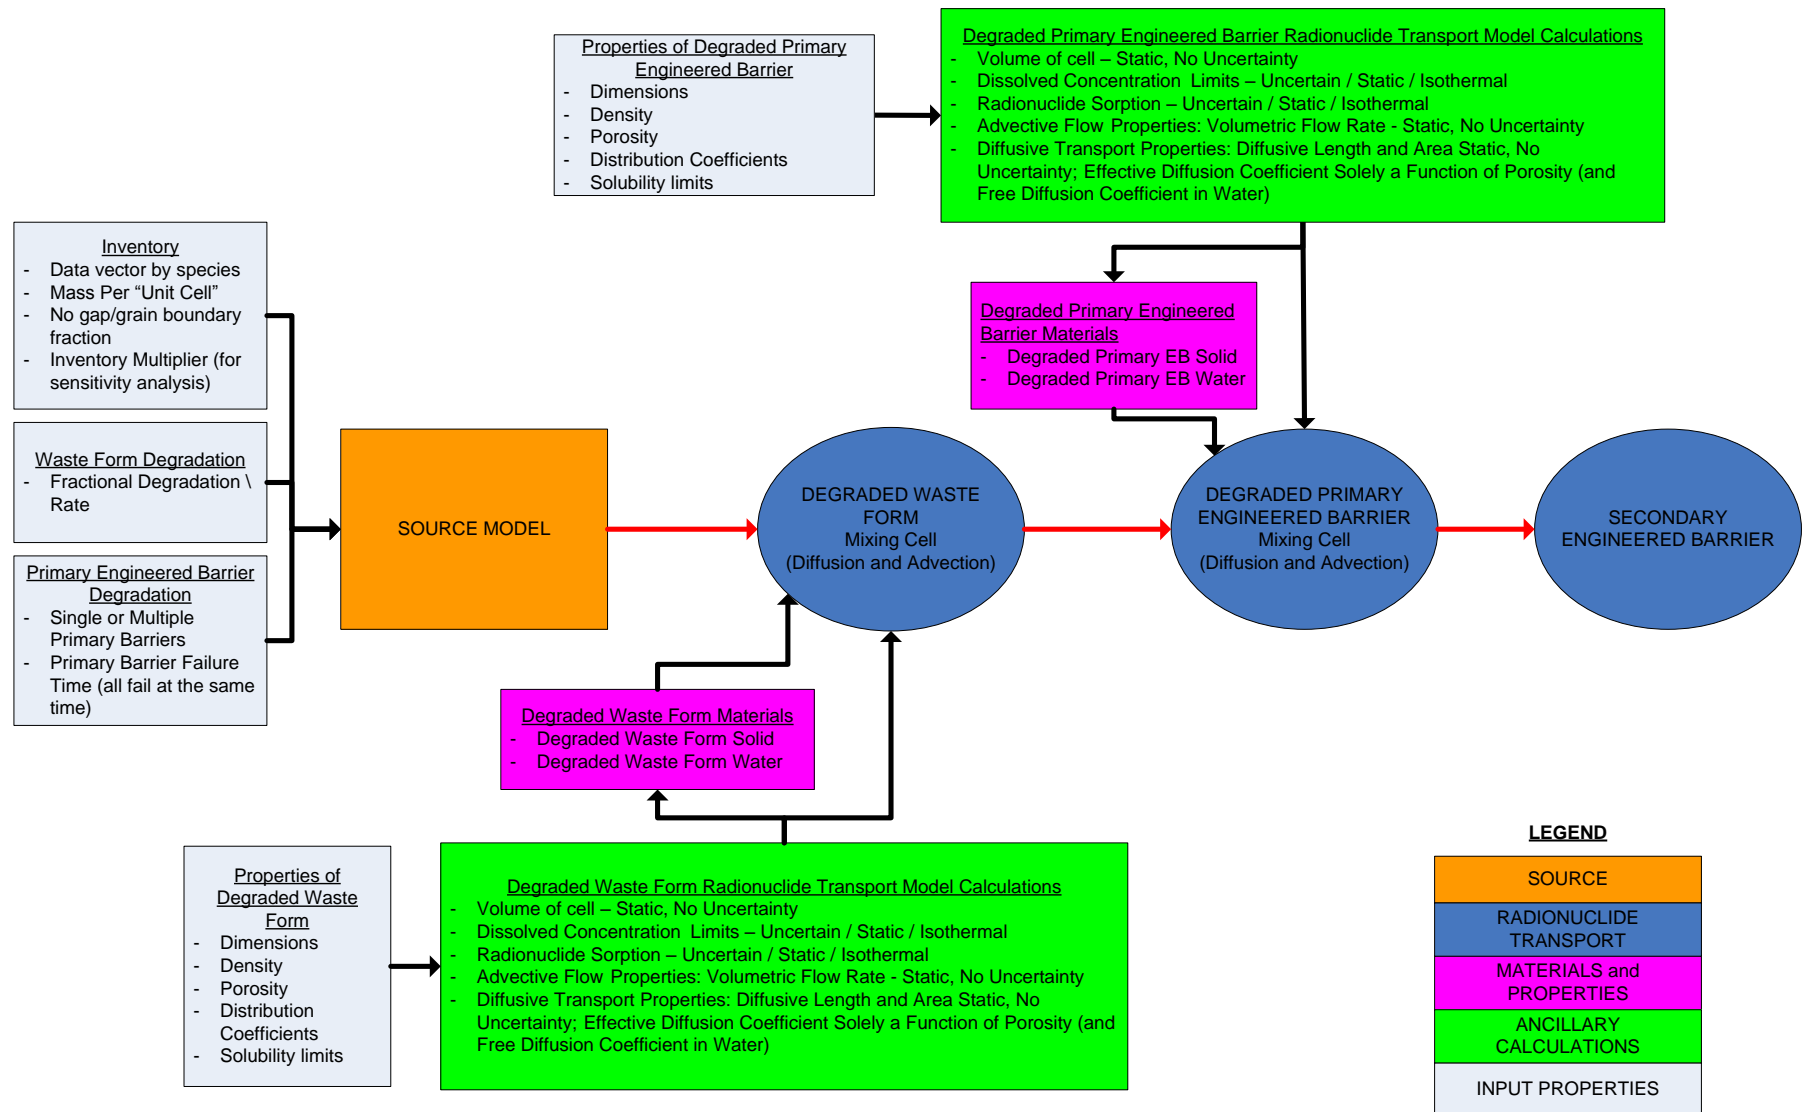 Properties of Degraded Primary
Engineered Barrier
- Dimensions
- Density
- Porosity
- Distribution Coefficients
- Solubility limits
Degraded Primary Engineered Barrier Radionuclide Transport Model Calculations
- Volume of cell – Static, No Uncertainty
- Dissolved Concentration Limits – Uncertain / Static / Isothermal
- Radionuclide Sorption – Uncertain / Static / Isothermal
- Advective Flow Properties: Volumetric Flow Rate - Static, No Uncertainty
- Diffusive Transport Properties: Diffusive Length and Area Static, No
Uncertainty; Effective Diffusion Coefficient Solely a Function of Porosity (and
Free Diffusion Coefficient in Water)
Inventory
- Data vector by species
- Mass Per “Unit Cell”
- No gap/grain boundary
fraction
- Inventory Multiplier (for
sensitivity analysis)
Degraded Primary Engineered
Barrier Materials
- Degraded Primary EB Solid
- Degraded Primary EB Water
Waste Form Degradation
- Fractional Degradation \
Rate
Primary Engineered Barrier
Degradation
- Single or Multiple
Primary Barriers
- Primary Barrier Failure
Time (all fail at the same
time)
SOURCE MODEL
DEGRADED WASTE
FORM
Mixing Cell
(Diffusion and Advection)
DEGRADED PRIMARY
ENGINEERED BARRIER
Mixing Cell
(Diffusion and Advection)
SECONDARY
ENGINEERED BARRIER
Degraded Waste Form Materials
- Degraded Waste Form Solid
- Degraded Waste Form Water
Properties of
Degraded Waste
Form
- Dimensions
- Density
- Porosity
- Distribution
Coefficients
- Solubility limits
Degraded Waste Form Radionuclide Transport Model Calculations
- Volume of cell – Static, No Uncertainty
- Dissolved Concentration Limits – Uncertain / Static / Isothermal
- Radionuclide Sorption – Uncertain / Static / Isothermal
- Advective Flow Properties: Volumetric Flow Rate - Static, No Uncertainty
- Diffusive Transport Properties: Diffusive Length and Area Static, No
Uncertainty; Effective Diffusion Coefficient Solely a Function of Porosity (and
Free Diffusion Coefficient in Water)
LEGEND
SOURCE
RADIONUCLIDE
TRANSPORT
MATERIALS and
PROPERTIES
ANCILLARY
CALCULATIONS
INPUT PROPERTIES